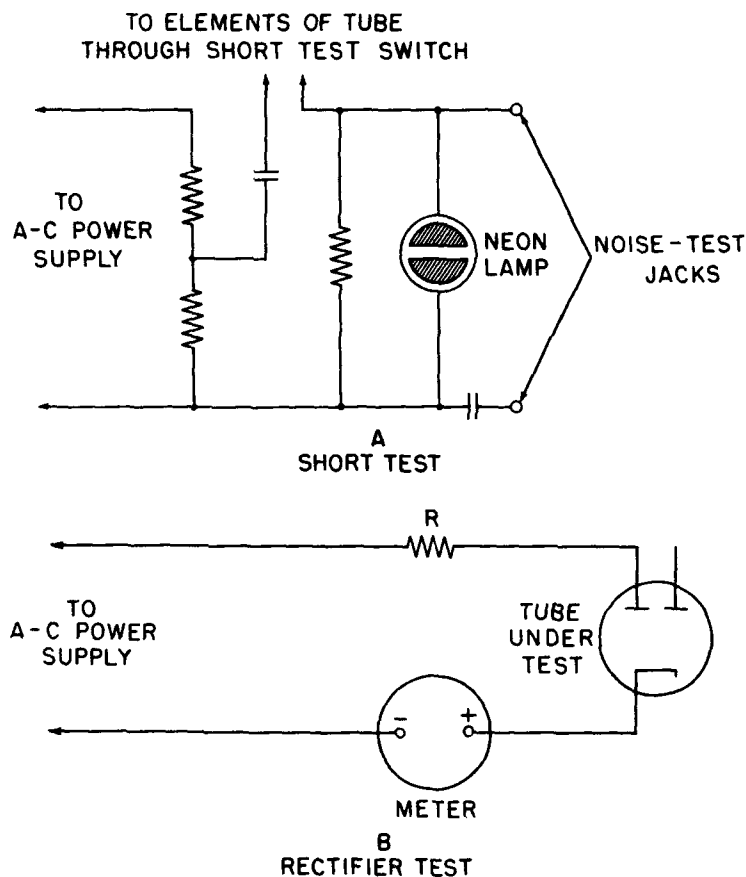 TO ELEMENTS OF TUBE
THROUGH SHORT TEST SWITCH
TO
A-C POWER
SUPPLY
NEON
LAMP
NOISE-TEST
JACKS
A
SHORT TEST
R
TO
A-C POWER
SUPPLY
TUBE
UNDER
TEST
- +
METER
B
RECTIFIER TEST